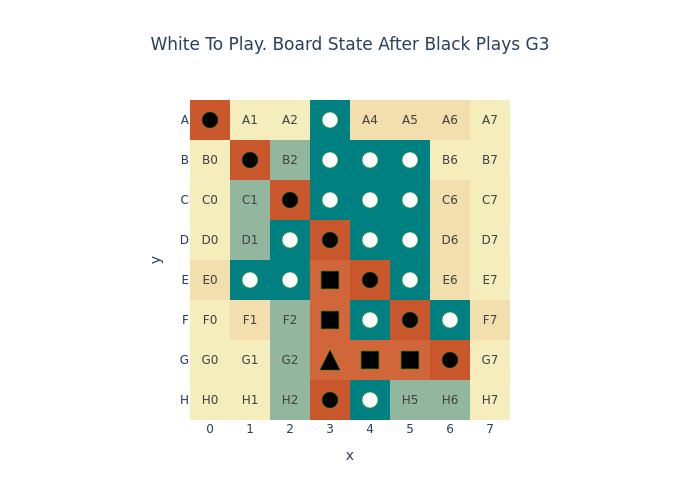 White To Play. Board State After Black Plays G3
A A1 A2 A4 A5 A6 A7
B B0 B2 B6 B7
C C0 C1 C6 C7
D D0 D1 D6 D7
E E0 E6 E7
F F0 F1 F2 F7
G G0 G1 G2 G7
H H0 H1 H2 H5 H6 H7
0 1 2 3 4 5 6 7
x
y